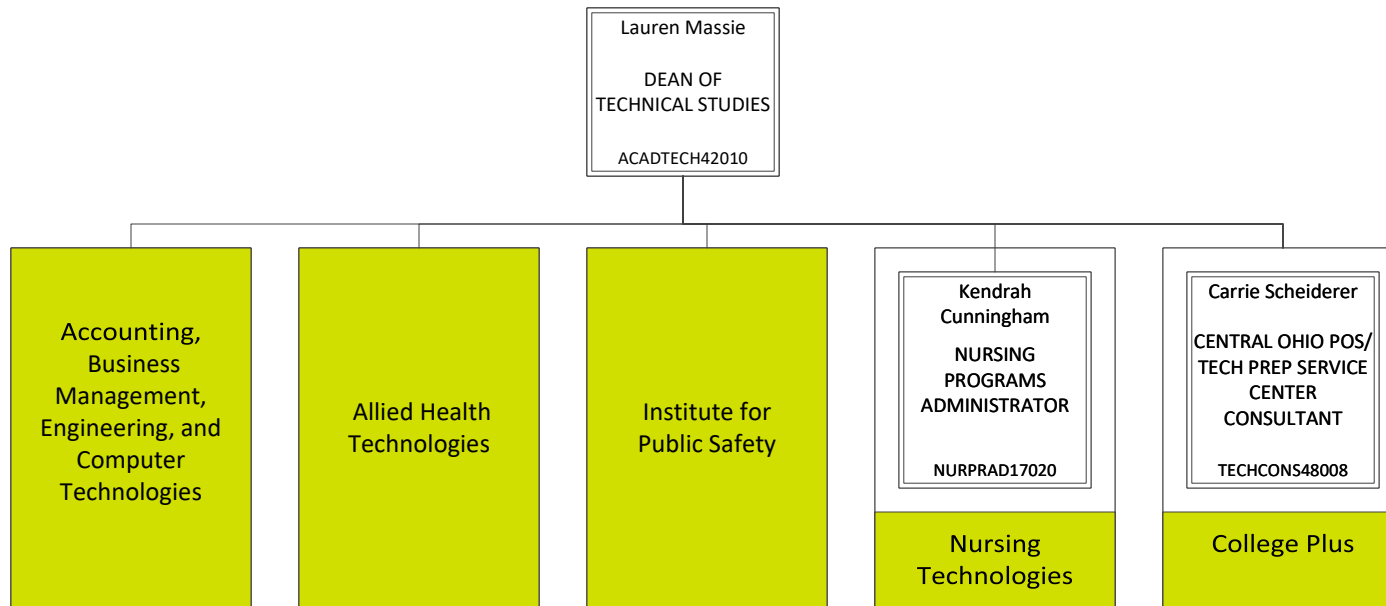 Lauren Massie
DEAN OF
TECHNICAL STUDIES
ACADTECH42010
Accounting,
Business
Management,
Engineering, and
Computer
Technologies
Allied Health
Technologies
Institute for
Public Safety
Kendrah
Cunningham
NURSING
PROGRAMS
ADMINISTRATOR
NURPRAD17020
Nursing
Technologies
Carrie Scheiderer
CENTRAL OHIO POS/
TECH PREP SERVICE
CENTER
CONSULTANT
TECHCONS48008
College Plus